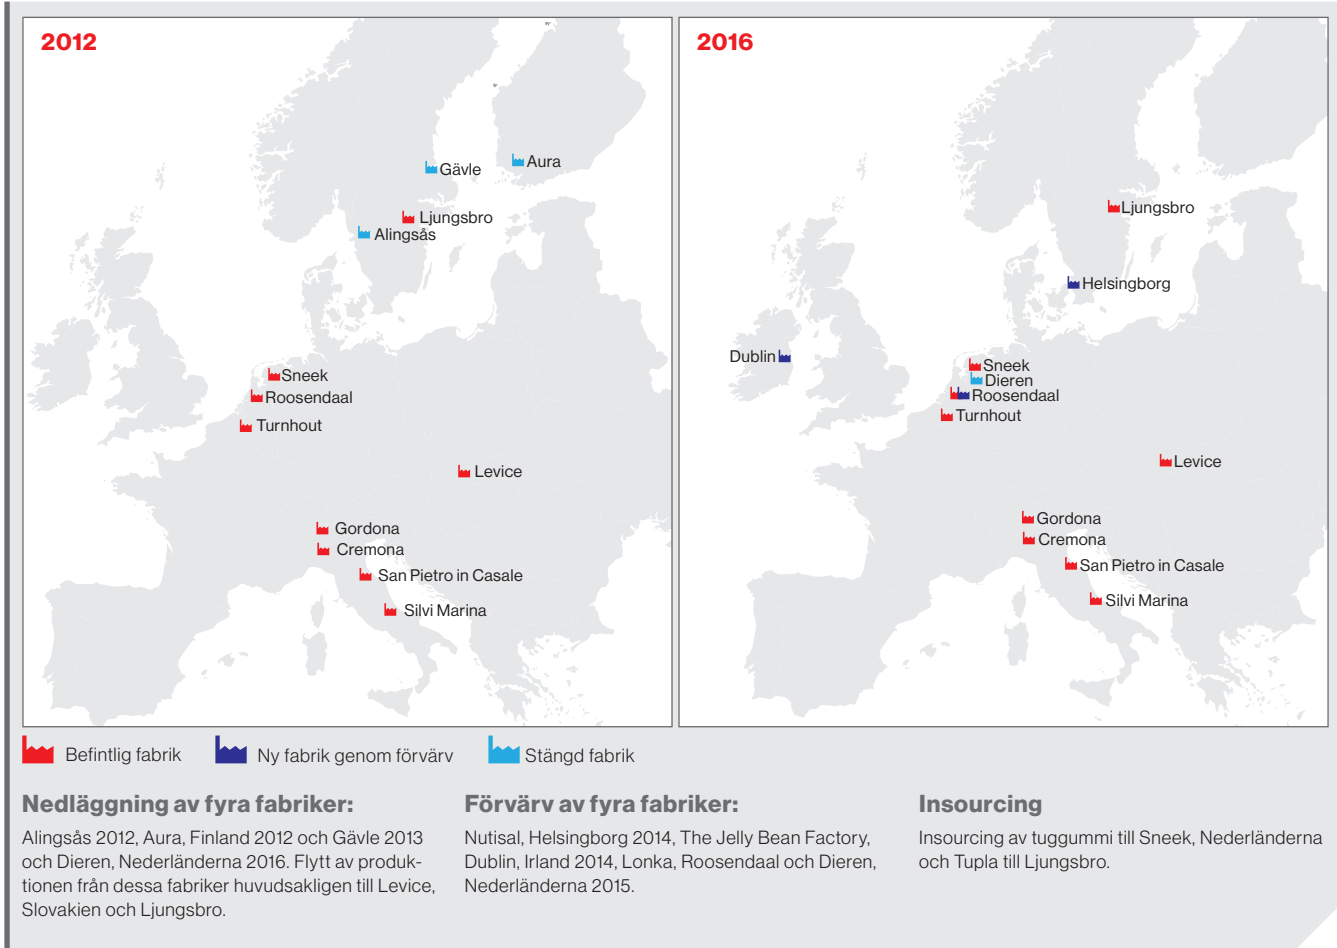 2012
Gävle
Aura
Ljungsbro
Alingsås
Sneek
Roosendaal
Turnhout
Levice
Gordona
Cremona
San Pietro in Casale
Silvi Marina
2016
Ljungsbro
Helsingborg
Dublin
Sneek
Dieren
Roosendaal
Turnhout
Levice
Gordona
Cremona
San Pietro in Casale
Silvi Marina
Befintlig fabrik
Ny fabrik genom förvärv
Stängd fabrik
Nedläggning av fyra fabriker:
Alingsås 2012, Aura, Finland 2012 och Gävle 2013
och Dieren, Nederländerna 2016. Flytt av produk-
tionen från dessa fabriker huvudsakligen till Levice,
Slovakien och Ljungsbro.
Förvärv av fyra fabriker:
Nutisal, Helsingborg 2014, The Jelly Bean Factory,
Dublin, Irland 2014, Lonka, Roosendaal och Dieren,
Nederländerna 2015.
Insourcing
Insourcing av tuggummi till Sneek, Nederländerna
och Tupla till Ljungsbro.